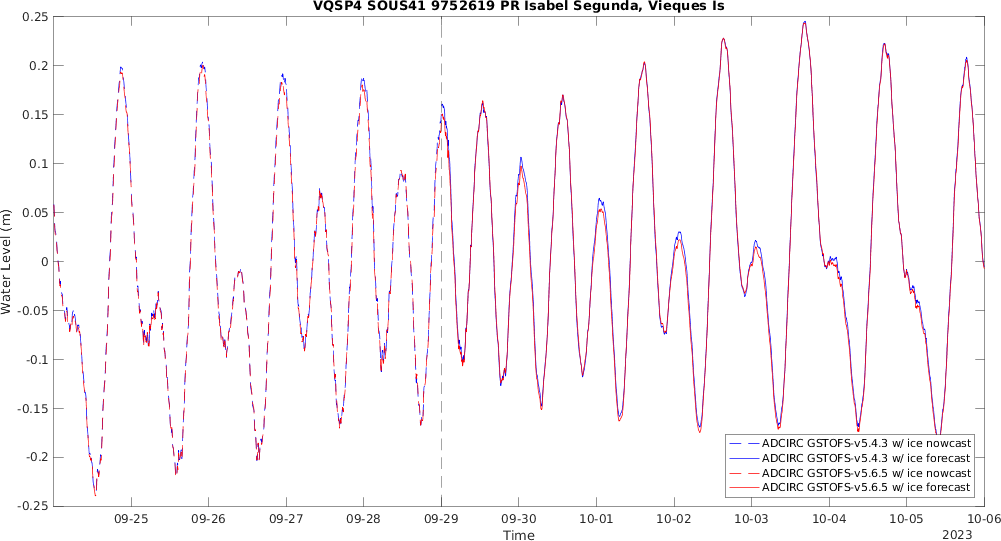 VQSP4 SOUS41 9752619 PR Isabel Segunda, Vieques Is
0.25
0.2
0.15
0.1
0.05
0
-0.05
-0.1
-0.15
-0.2
-0.25
Water Level (m)
ADCIRC GSTOFS-v5.4.3 w/ ice nowcast
ADCIRC GSTOFS-v5.4.3 w/ ice forecast
ADCIRC GSTOFS-v5.6.5 w/ ice nowcast
ADCIRC GSTOFS-v5.6.5 w/ ice forecast
09-25 09-26 09-27 09-28 09-29 09-30 10-01 10-02 10-03 10-04 10-05 10-06
Time 2023